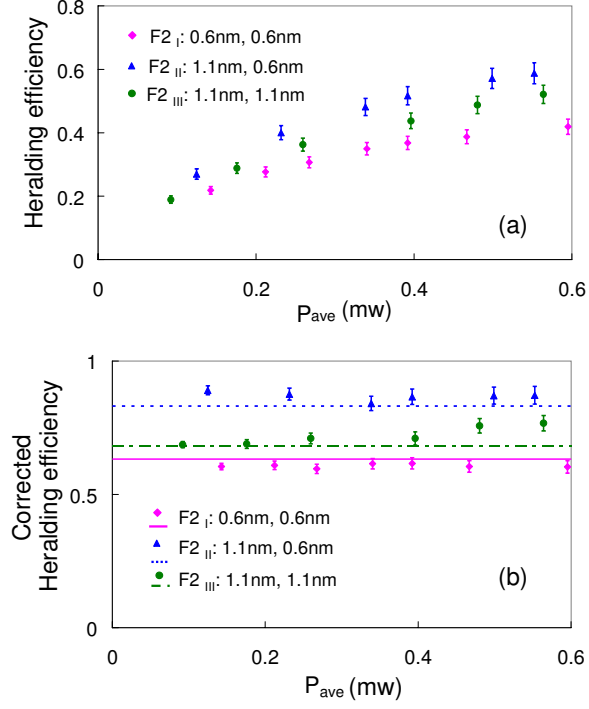 Heralding efficiency
0.8
0.6
0.4
0.2
0
F2 I: 0.6nm, 0.6nm
F2 II: 1.1nm, 0.6nm
F2 III: 1.1nm, 1.1nm
(a)
0
0.2
0.4
0.6
Pave (mw)
Corrected
Heralding efficiency
1
0.5
0
F2 I: 0.6nm, 0.6nm
F2 II: 1.1nm, 0.6nm
F2 III: 1.1nm, 1.1nm
(b)
0
0.2
0.4
0.6
Pave (mw)